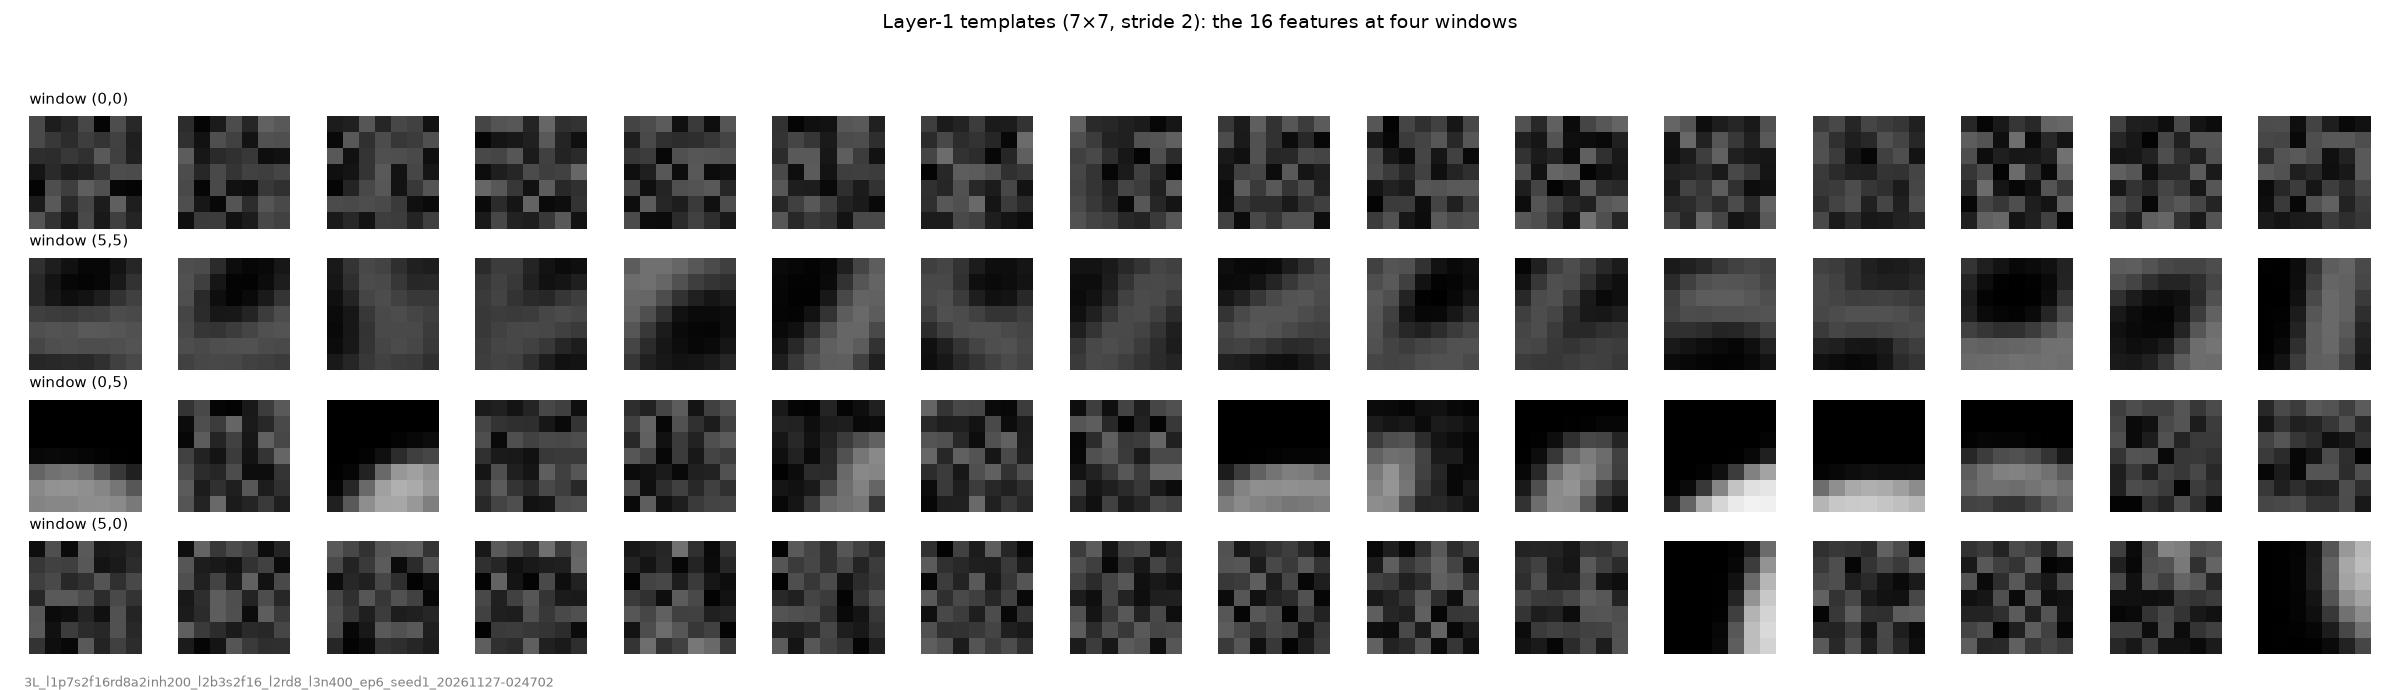 Layer-1 templates (7×7, stride 2): the 16 features at four windows
window (0,0)
window (5,5)
window (0,5)
window (5,0)
3L_l1p7s2f16rd8a2inh200_l2b3s2f16_l2rd8_l3n400_ep6_seed1_20261127-024702